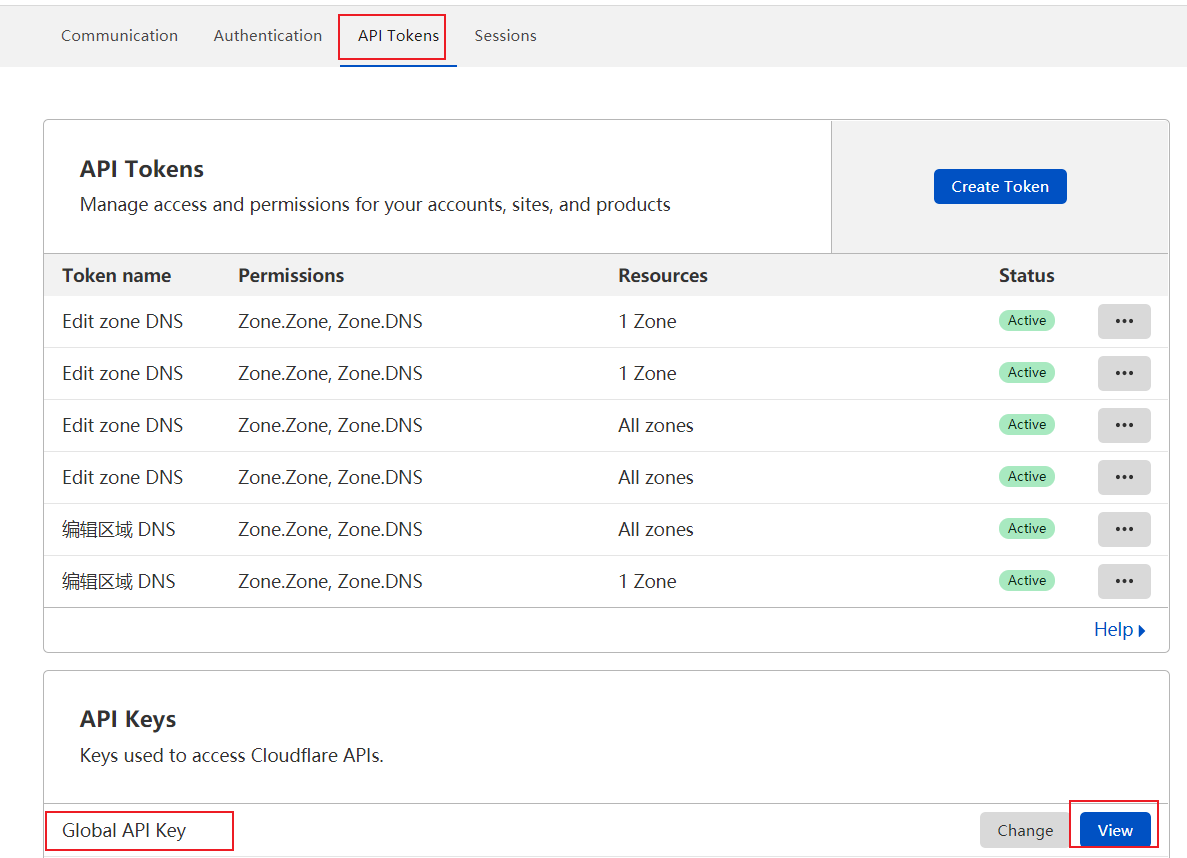 Communication Authentication API Tokens Sessions
API Tokens
Manage access and permissions for your accounts, sites, and products
Create Token
Token name Permissions Resources Status
Edit zone DNS Zone.Zone, Zone.DNS 1 Zone Active •••
Edit zone DNS Zone.Zone, Zone.DNS 1 Zone Active •••
Edit zone DNS Zone.Zone, Zone.DNS All zones Active •••
Edit zone DNS Zone.Zone, Zone.DNS All zones Active •••
编辑区域 DNS Zone.Zone, Zone.DNS All zones Active •••
编辑区域 DNS Zone.Zone, Zone.DNS 1 Zone Active •••
Help
API Keys
Keys used to access Cloudflare APIs.
Global API Key Change View